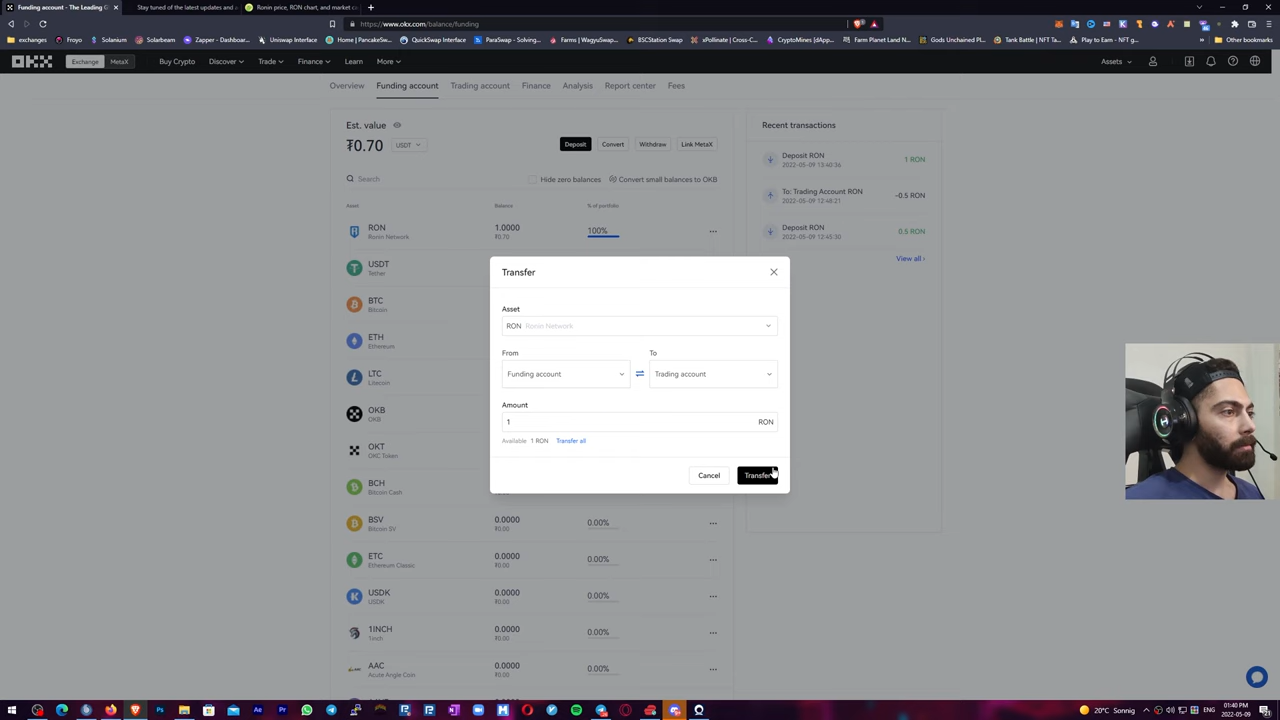 Funding account - The Leading C
Stay tuned of the latest updates and a
Ronin price, RON chart, and market c
https://www.okx.com/balance/funding
exchanges
Froyo
Solanium
Solarbeam
Zapper - Dashboar...
Uniswap Interface
Home | PancakeSw...
QuickSwap Interface
ParaSwap - Solving...
Farms | WagyuSwap...
BSCStation Swap
xPollinate | Crosscha...
CryptoMines [dApp...
Farm Planet Land N...
Gods Unchained Pl...
Tank Battle | NFT Ta...
Play to Earn - NFT g...
Other bookmarks
OKX
Exchange
MetaX
Buy Crypto
Discover
Trade
Finance
Learn
More
Assets
Overview
Funding account
Trading account
Finance
Analysis
Report center
Fees
Est. value
₮0.70
USDT
Deposit
Convert
Withdraw
Link MetaX
Search
Hide zero balances
Convert small balances to OKB
Asset
Balance
% of portfolio
RON
Ronin Network
1.0000
₮0.70
100%
USDT
Tether
BTC
Bitcoin
ETH
Ethereum
LTC
Litecoin
OKB
OKB
OKT
OKC Token
BCH
Bitcoin Cash
BSV
Bitcoin SV
0.0000
₮0.00
0.00%
ETC
Ethereum Classic
0.0000
₮0.00
0.00%
USDK
USDK
0.0000
₮0.00
0.00%
1INCH
1inch
0.0000
₮0.00
0.00%
AAC
Acute Angle Coin
0.0000
₮0.00
0.00%
Recent transactions
Deposit RON
2022-05-09 13:40:36
1 RON
To: Trading Account RON
2022-05-09 12:48:21
-0.5 RON
Deposit RON
2022-05-09 12:45:30
0.5 RON
View all
Transfer
Asset
RON Ronin Network
From
To
Funding account
Trading account
Amount
1
RON
Available 1 RON Transfer all
Cancel
Transfer
20°C Sonnig
01:40 PM
2022-05-09